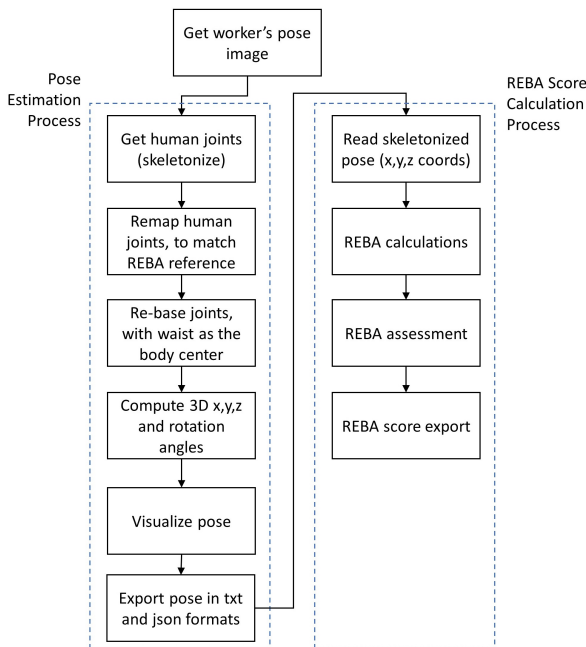 Get worker's pose
image
Pose
Estimation
Process
Get human joints
(skeletonize)
Remap human
joints, to match
REBA reference
Re-base joints,
with waist as the
body center
Compute 3D x,y,z
and rotation
angles
Visualize pose
Export pose in txt
and json formats
REBA Score
Calculation
Process
Read skeletonized
pose (x,y,z coords)
REBA calculations
REBA assessment
REBA score export